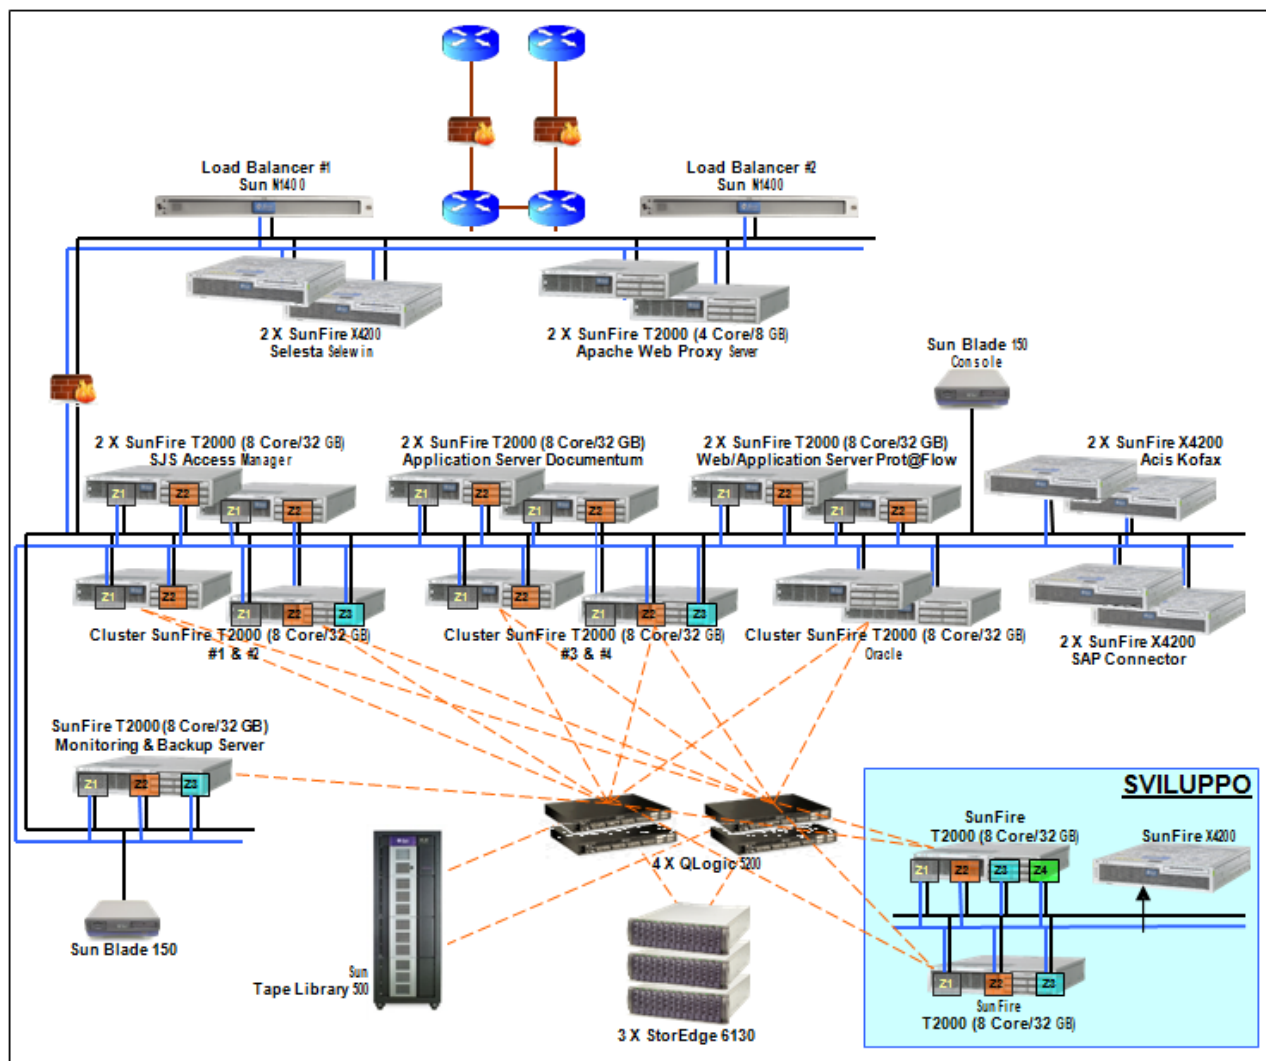 Load Balancer #1
Sun N1400
Load Balancer #2
Sun N1400
2 X SunFire X4200
Selesta Selewin
2 X SunFire T2000 (4 Core/8 GB)
Apache Web Proxy Server
Sun Blade 150
Console
2 X SunFire T2000 (8 Core/32 GB)
SJS Access Manager
Z1
Z2
Z1
Z2
2 X SunFire T2000 (8 Core/32 GB)
Application Server Documentum
Z1
Z2
Z1
Z2
2 X SunFire T2000 (8 Core/32 GB)
Web/Application Server Prot@Flow
Z1
Z2
Z1
Z2
2 X SunFire X4200
Acis Kofax
Z1
Z2
Z1
Z2
Z3
Cluster SunFire T2000 (8 Core/32 GB)
#1 & #2
Z1
Z2
Z1
Z2
Z3
Cluster SunFire T2000 (8 Core/32 GB)
#3 & #4
Cluster SunFire T2000 (8 Core/32 GB)
Oracle
2 X SunFire X4200
SAP Connector
SunFire T2000 (8 Core/32 GB)
Monitoring & Backup Server
Z1
Z2
Z3
Sun Blade 150
Sun
Tape Library 500
4 X QLogic 5200
3 X StorEdge 6130
SVILUPPO
SunFire
T2000 (8 Core/32 GB)
Z1
Z2
Z3
Z4
SunFire X4200
Z1
Z2
Z3
SunFire
T2000 (8 Core/32 GB)